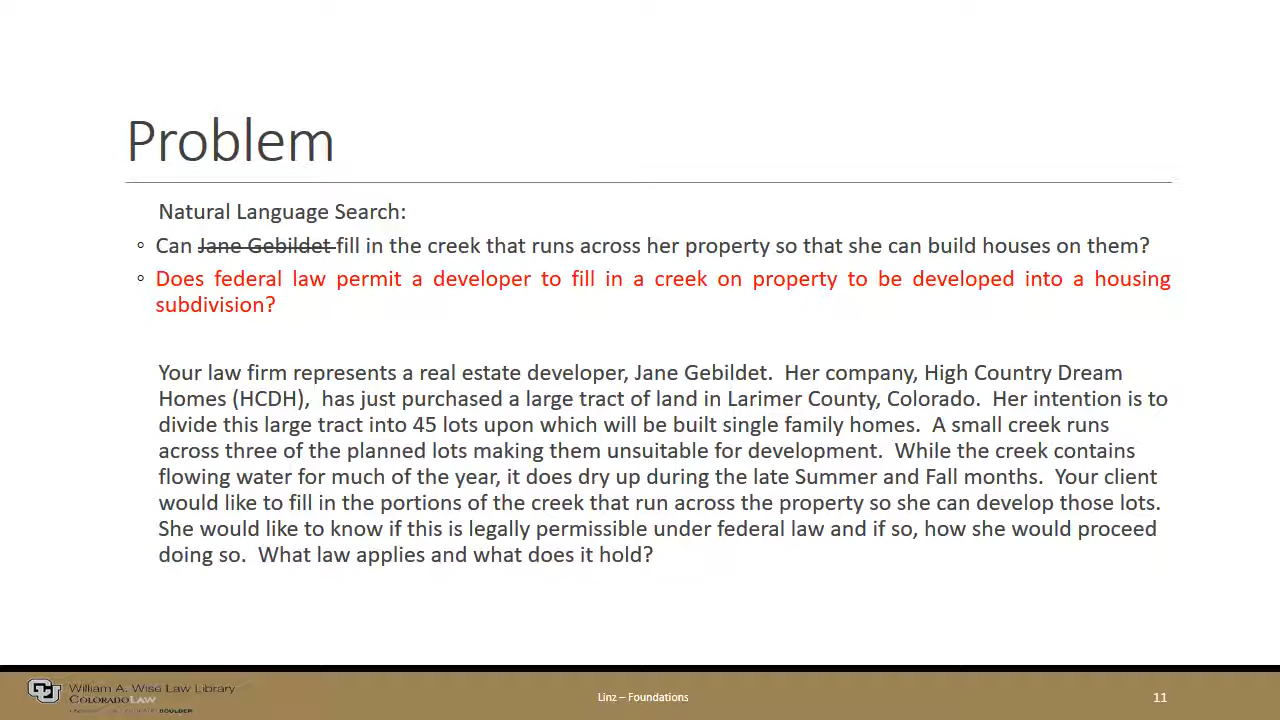 Problem
Natural Language Search:
◦ Can Jane Gebildet fill in the creek that runs across her property so that she can build houses on them?
◦ Does federal law permit a developer to fill in a creek on property to be developed into a housing
subdivision?
Your law firm represents a real estate developer, Jane Gebildet.  Her company, High Country Dream
Homes (HCDH),  has just purchased a large tract of land in Larimer County, Colorado.  Her intention is to
divide this large tract into 45 lots upon which will be built single family homes.  A small creek runs
across three of the planned lots making them unsuitable for development.  While the creek contains
flowing water for much of the year, it does dry up during the late Summer and Fall months.  Your client
would like to fill in the portions of the creek that run across the property so she can develop those lots.
She would like to know if this is legally permissible under federal law and if so, how she would proceed
doing so.  What law applies and what does it hold?
CU
William A. Wise Law Library
COLORADO LAW
BOULDER
Linz – Foundations
11